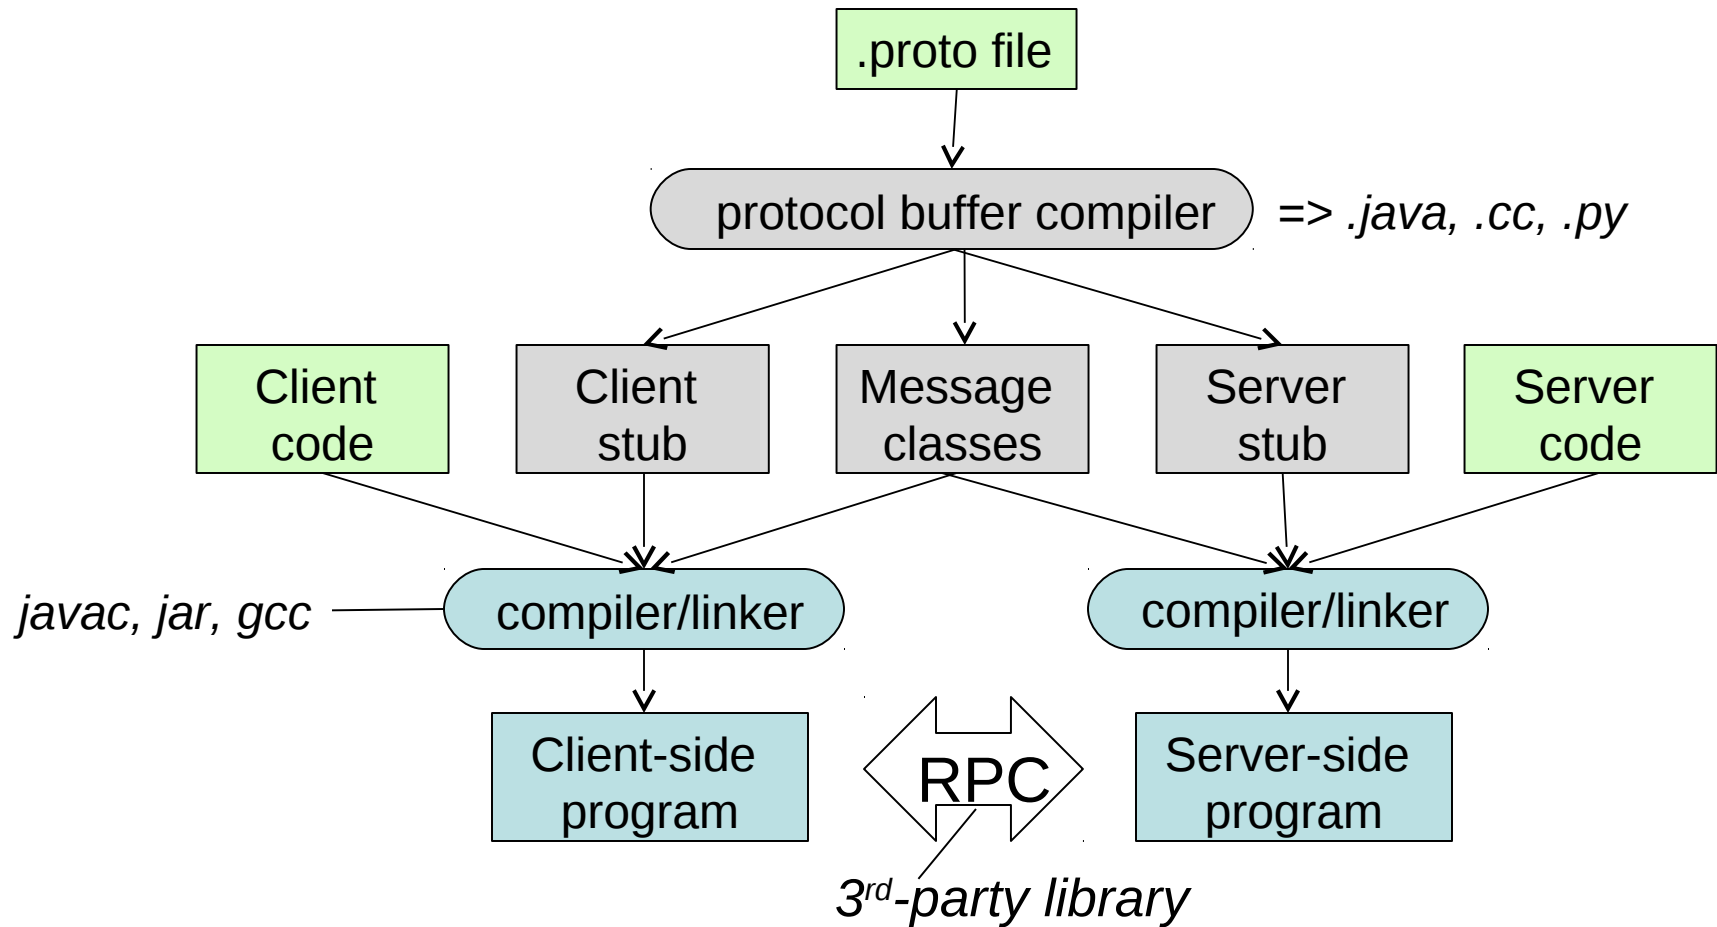 .proto file
protocol buffer compiler
=> .java, .cc, .py
Client
code
Client
stub
Message
classes
Server
stub
Server
code
javac, jar, gcc
compiler/linker
compiler/linker
Client-side
program
RPC
Server-side
program
3rd-party library